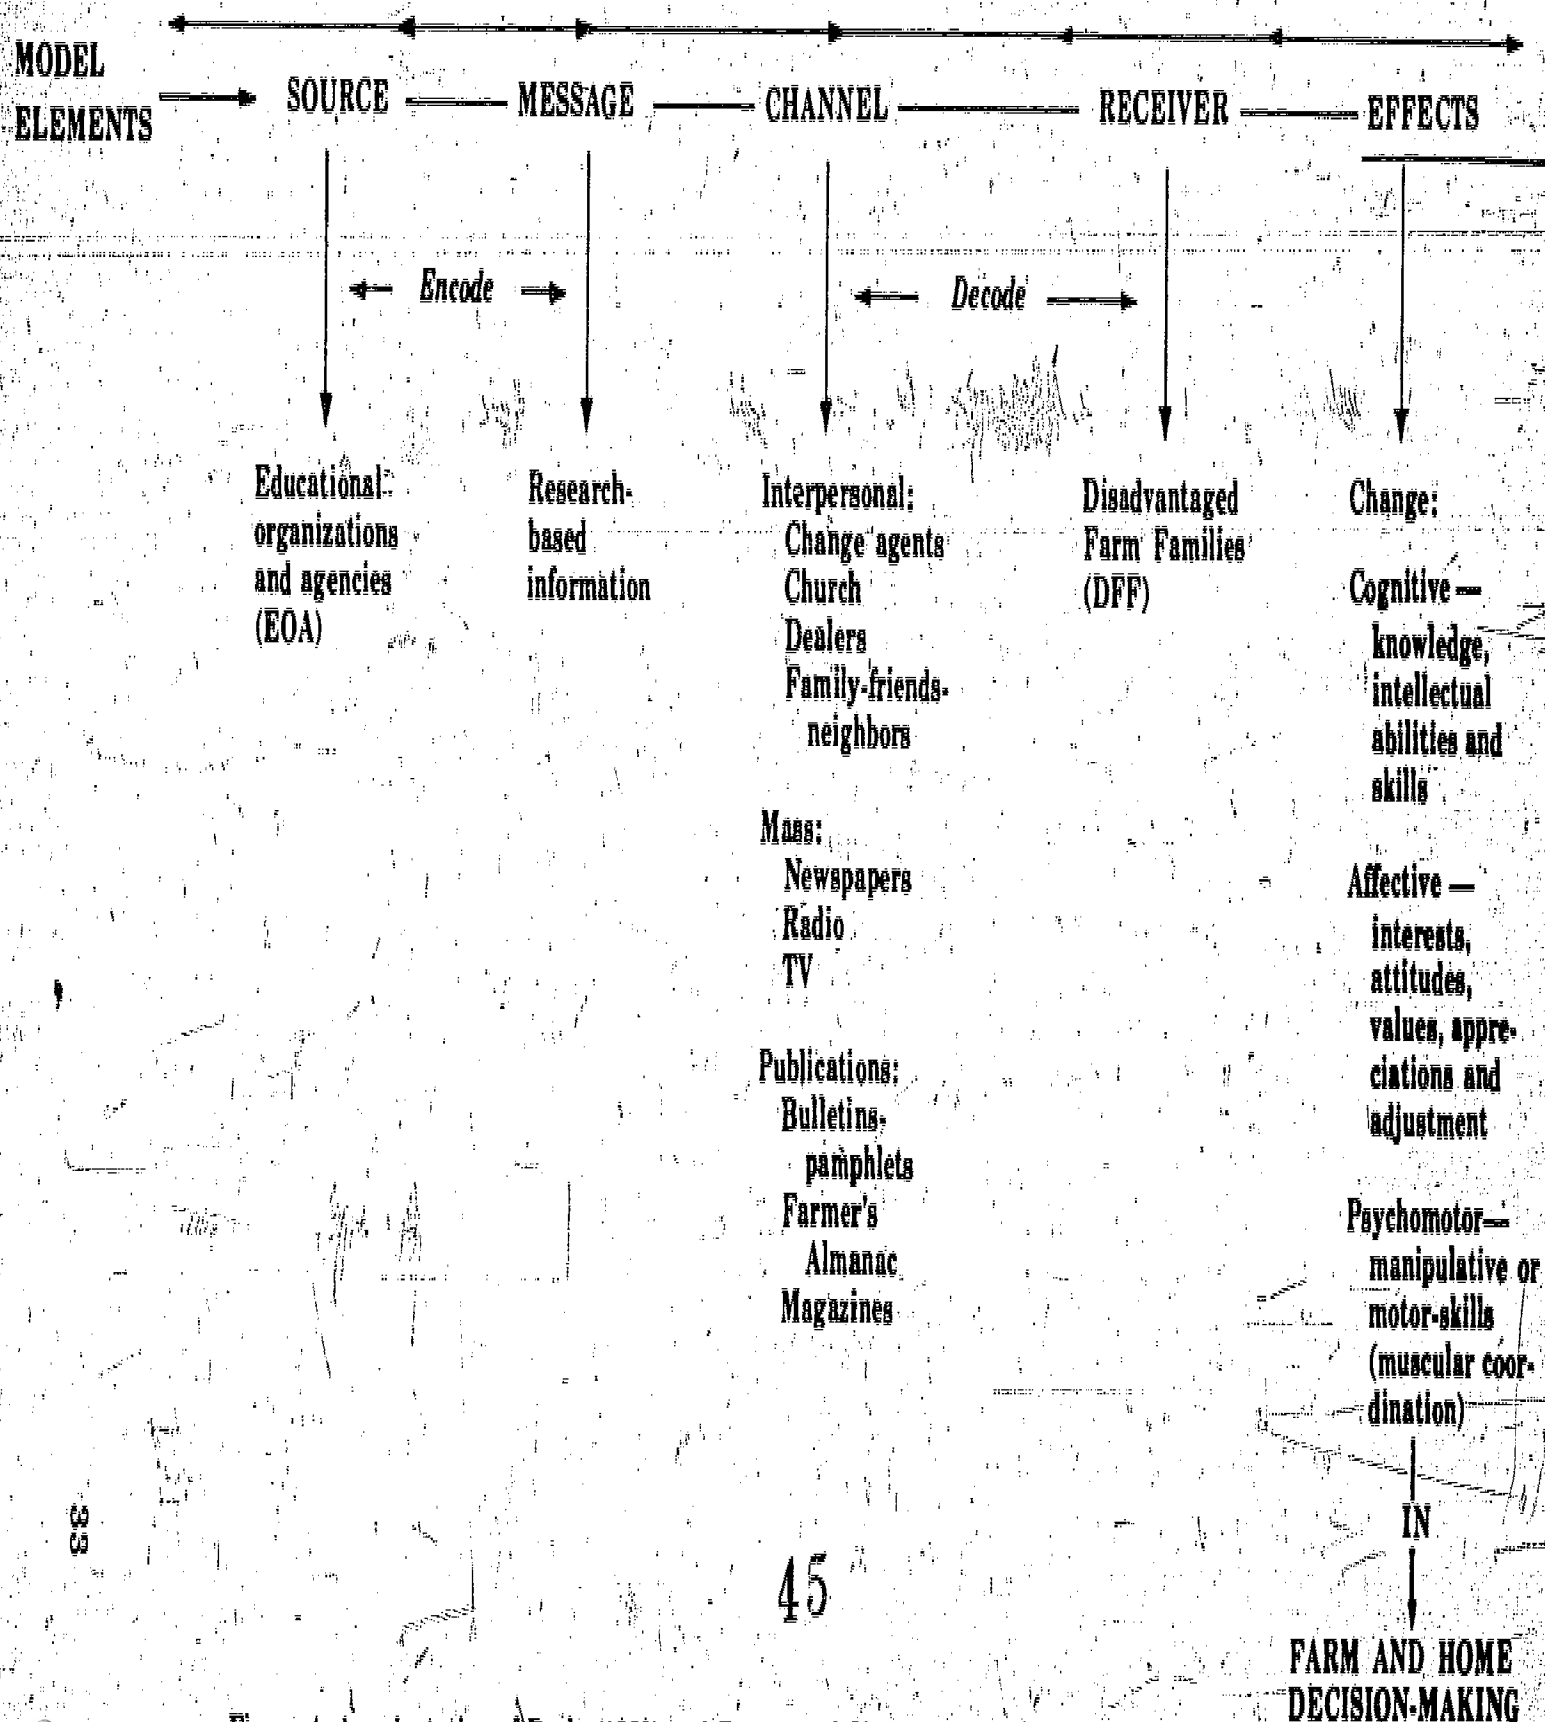 MODEL
ELEMENTS
SOURCE
MESSAGE
CHANNEL
RECEIVER
EFFECTS
Encode
Decode
Educational
organizations
and agencies
(EOA)
Research-
based
information
Interpersonal:
Change agents
Church
Dealers
Family-friends-
neighbors
Mass:
Newspapers
Radio
TV
Publications:
Bulletins-
pamphlets
Farmer's
Almanac
Magazines
Disadvantaged
Farm Families
(DFF)
Change:
Cognitive —
knowledge,
intellectual
abilities and
skills
Affective —
interests,
attitudes,
values, appre-
ciations and
adjustment
Psychomotor—
manipulative or
motor-skills
(muscular coor-
dination)
IN
FARM AND HOME
DECISION-MAKING
33
45